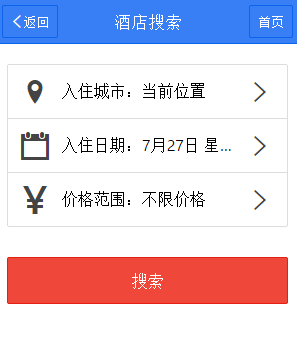 返回
酒店搜索
首页
入住城市：当前位置
入住日期：7月27日 星...
¥ 价格范围：不限价格
搜索